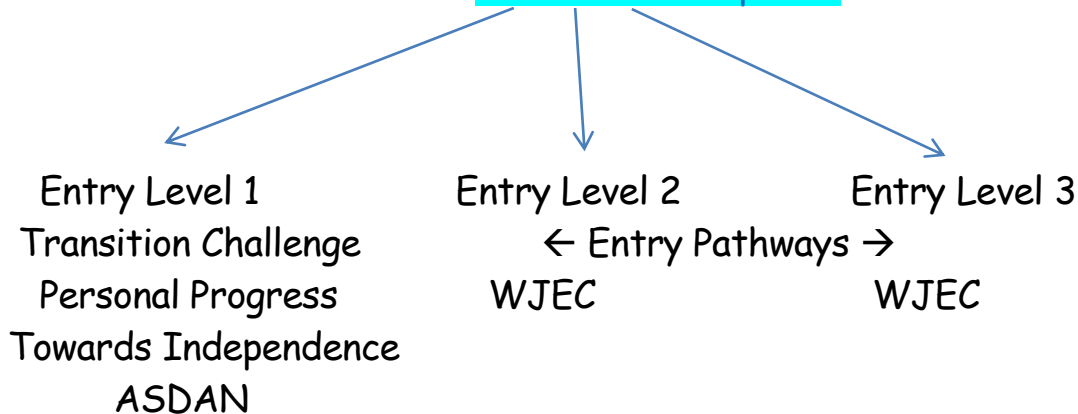 Entry Level 1 Entry Level 2 Entry Level 3
Transition Challenge ← Entry Pathways →
Personal Progress WJEC WJEC
Towards Independence
ASDAN